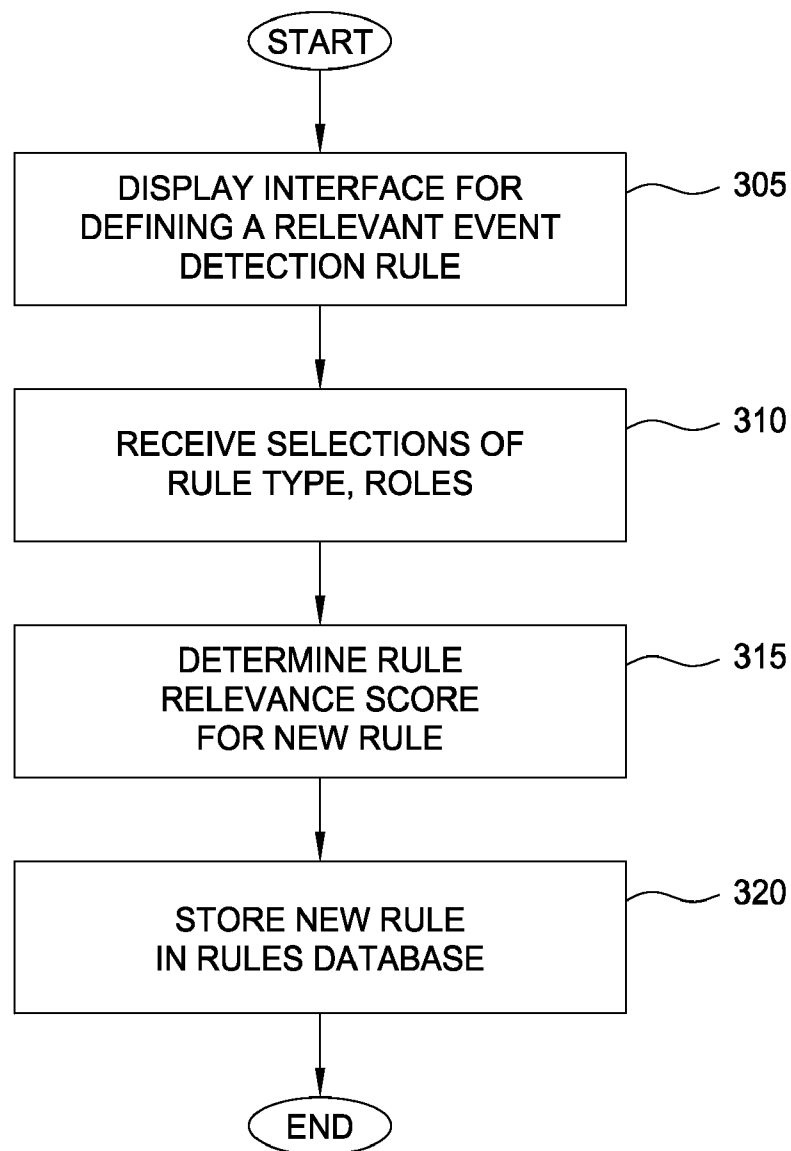 START
DISPLAY INTERFACE FOR
DEFINING A RELEVANT EVENT
DETECTION RULE
305
RECEIVE SELECTIONS OF
RULE TYPE, ROLES
310
DETERMINE RULE
RELEVANCE SCORE
FOR NEW RULE
315
STORE NEW RULE
IN RULES DATABASE
320
END